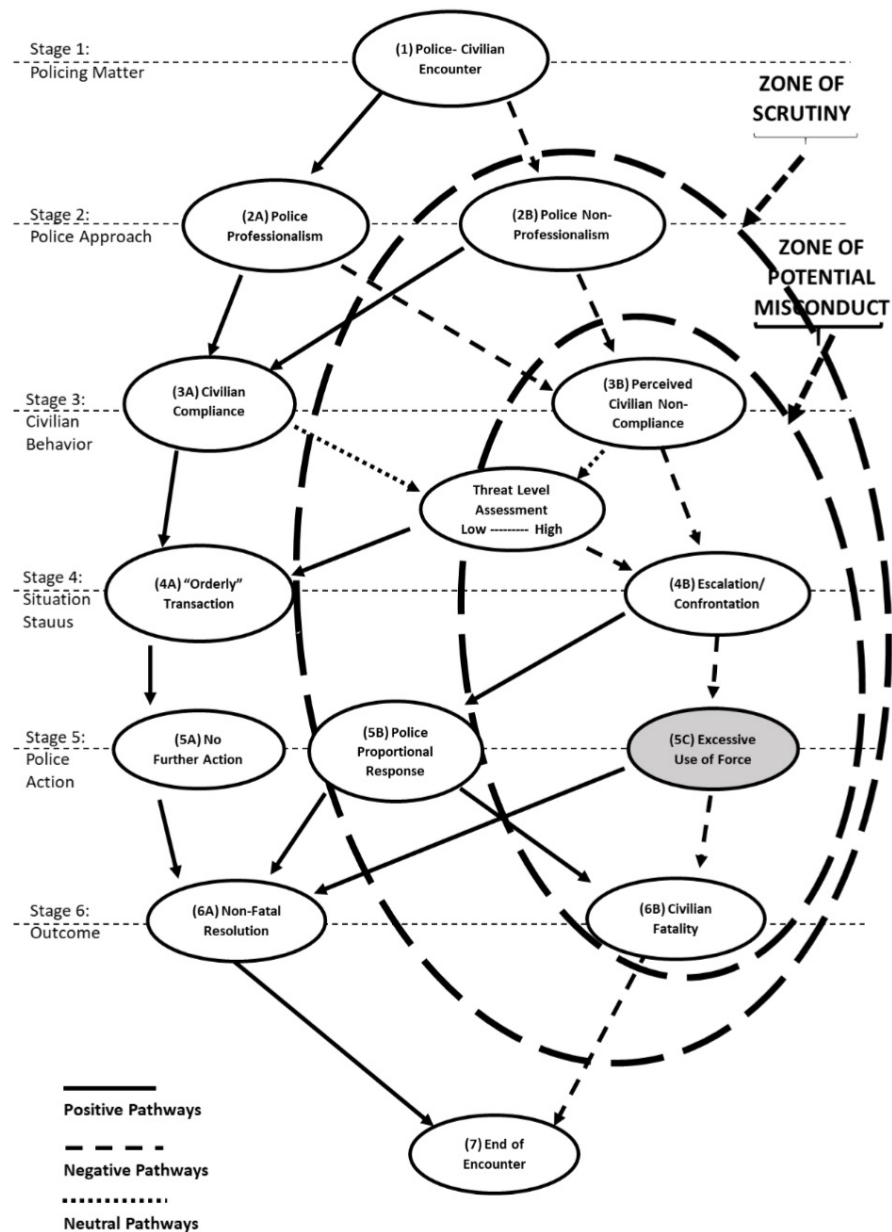 Stage 1:
Policing Matter
(1) Police- Civilian
Encounter
ZONE OF
SCRUTINY
Stage 2:
Police Approach
(2A) Police
Professionalism
(2B) Police Non-
Professionalism
ZONE OF
POTENTIAL
MISCONDUCT
Stage 3:
Civilian
Behavior
(3A) Civilian
Compliance
(3B) Perceived
Civilian Non-
Compliance
Threat Level
Assessment
Low --------- High
Stage 4:
Situation
Stauus
(4A) “Orderly”
Transaction
(4B) Escalation/
Confrontation
Stage 5:
Police
Action
(5A) No
Further Action
(5B) Police
Proportional
Response
(5C) Excessive
Use of Force
Stage 6:
Outcome
(6A) Non-Fatal
Resolution
(6B) Civilian
Fatality
(7) End of
Encounter
Positive Pathways
Negative Pathways
Neutral Pathways